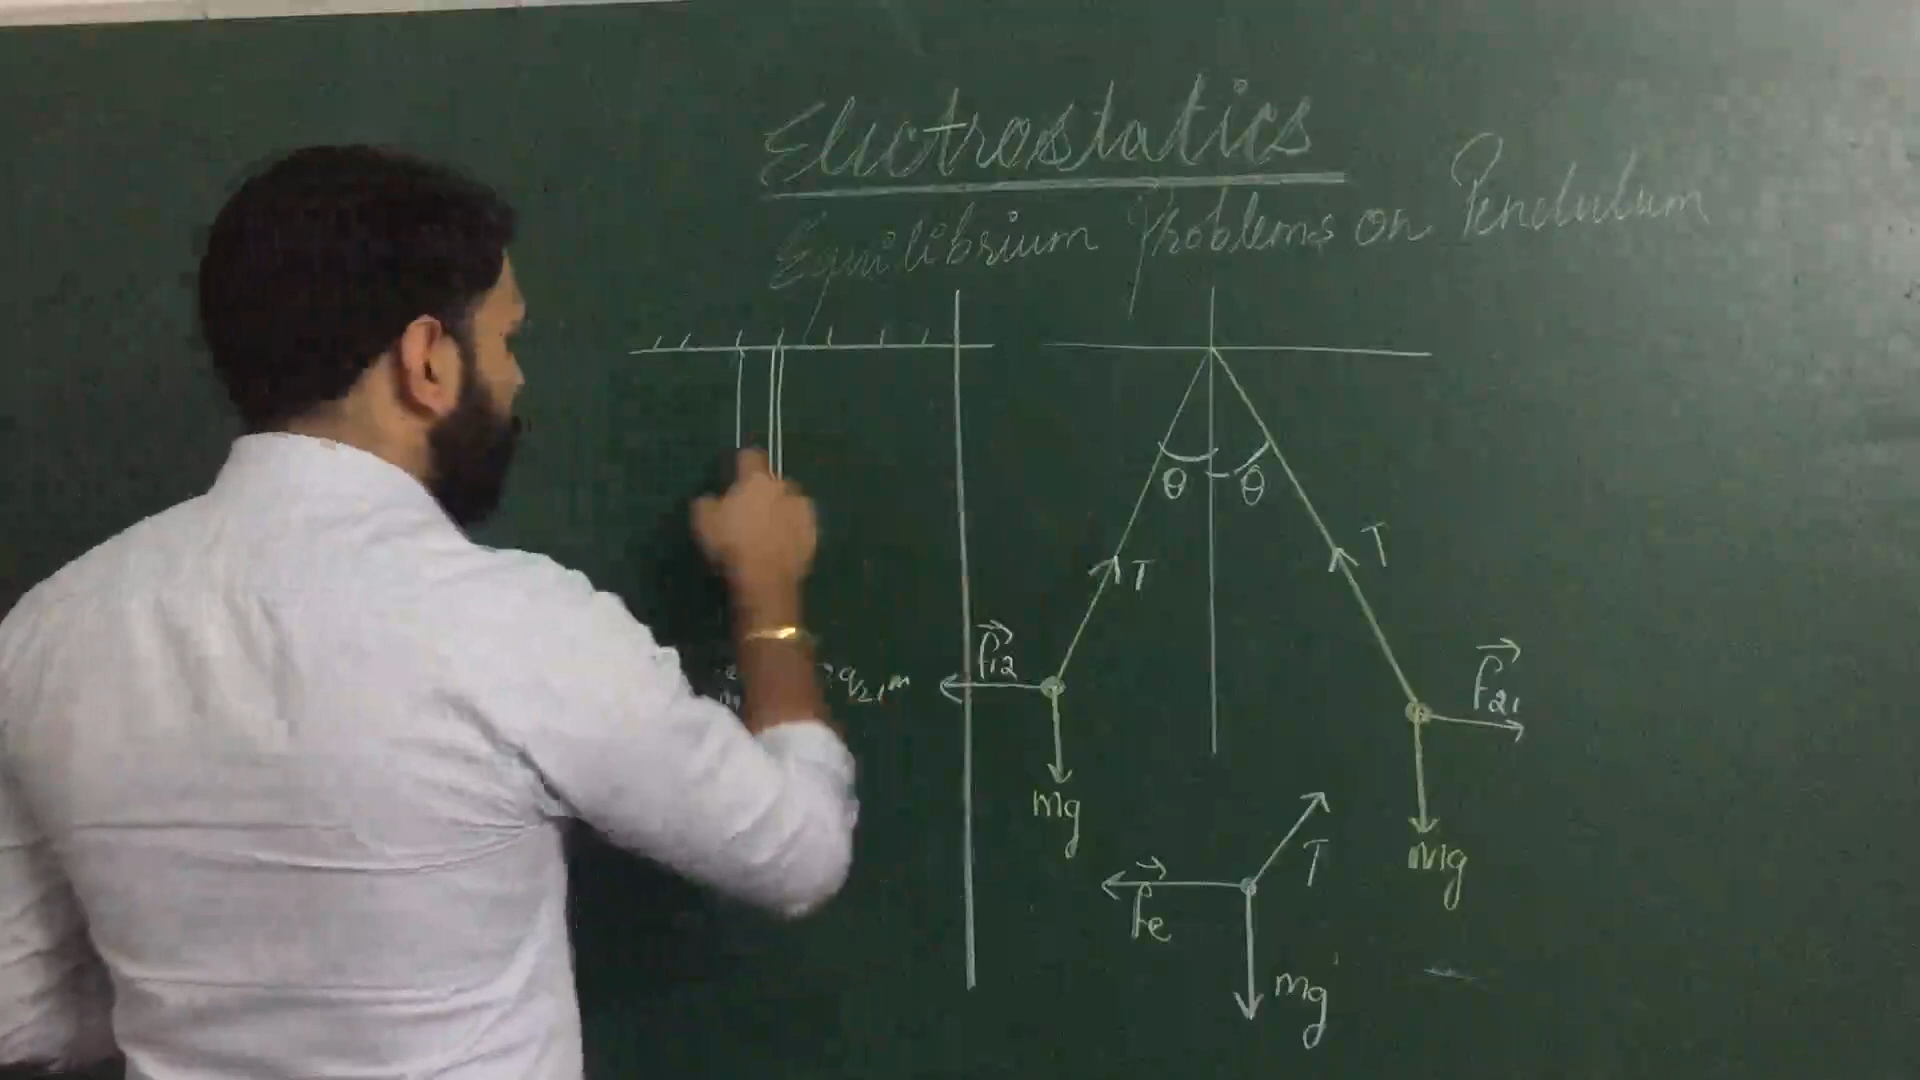 Electrostatics
Equilibrium Problems on Pendulum
θ θ
T
T
F12
F21
q2, m
mg
mg
T
Fe
mg